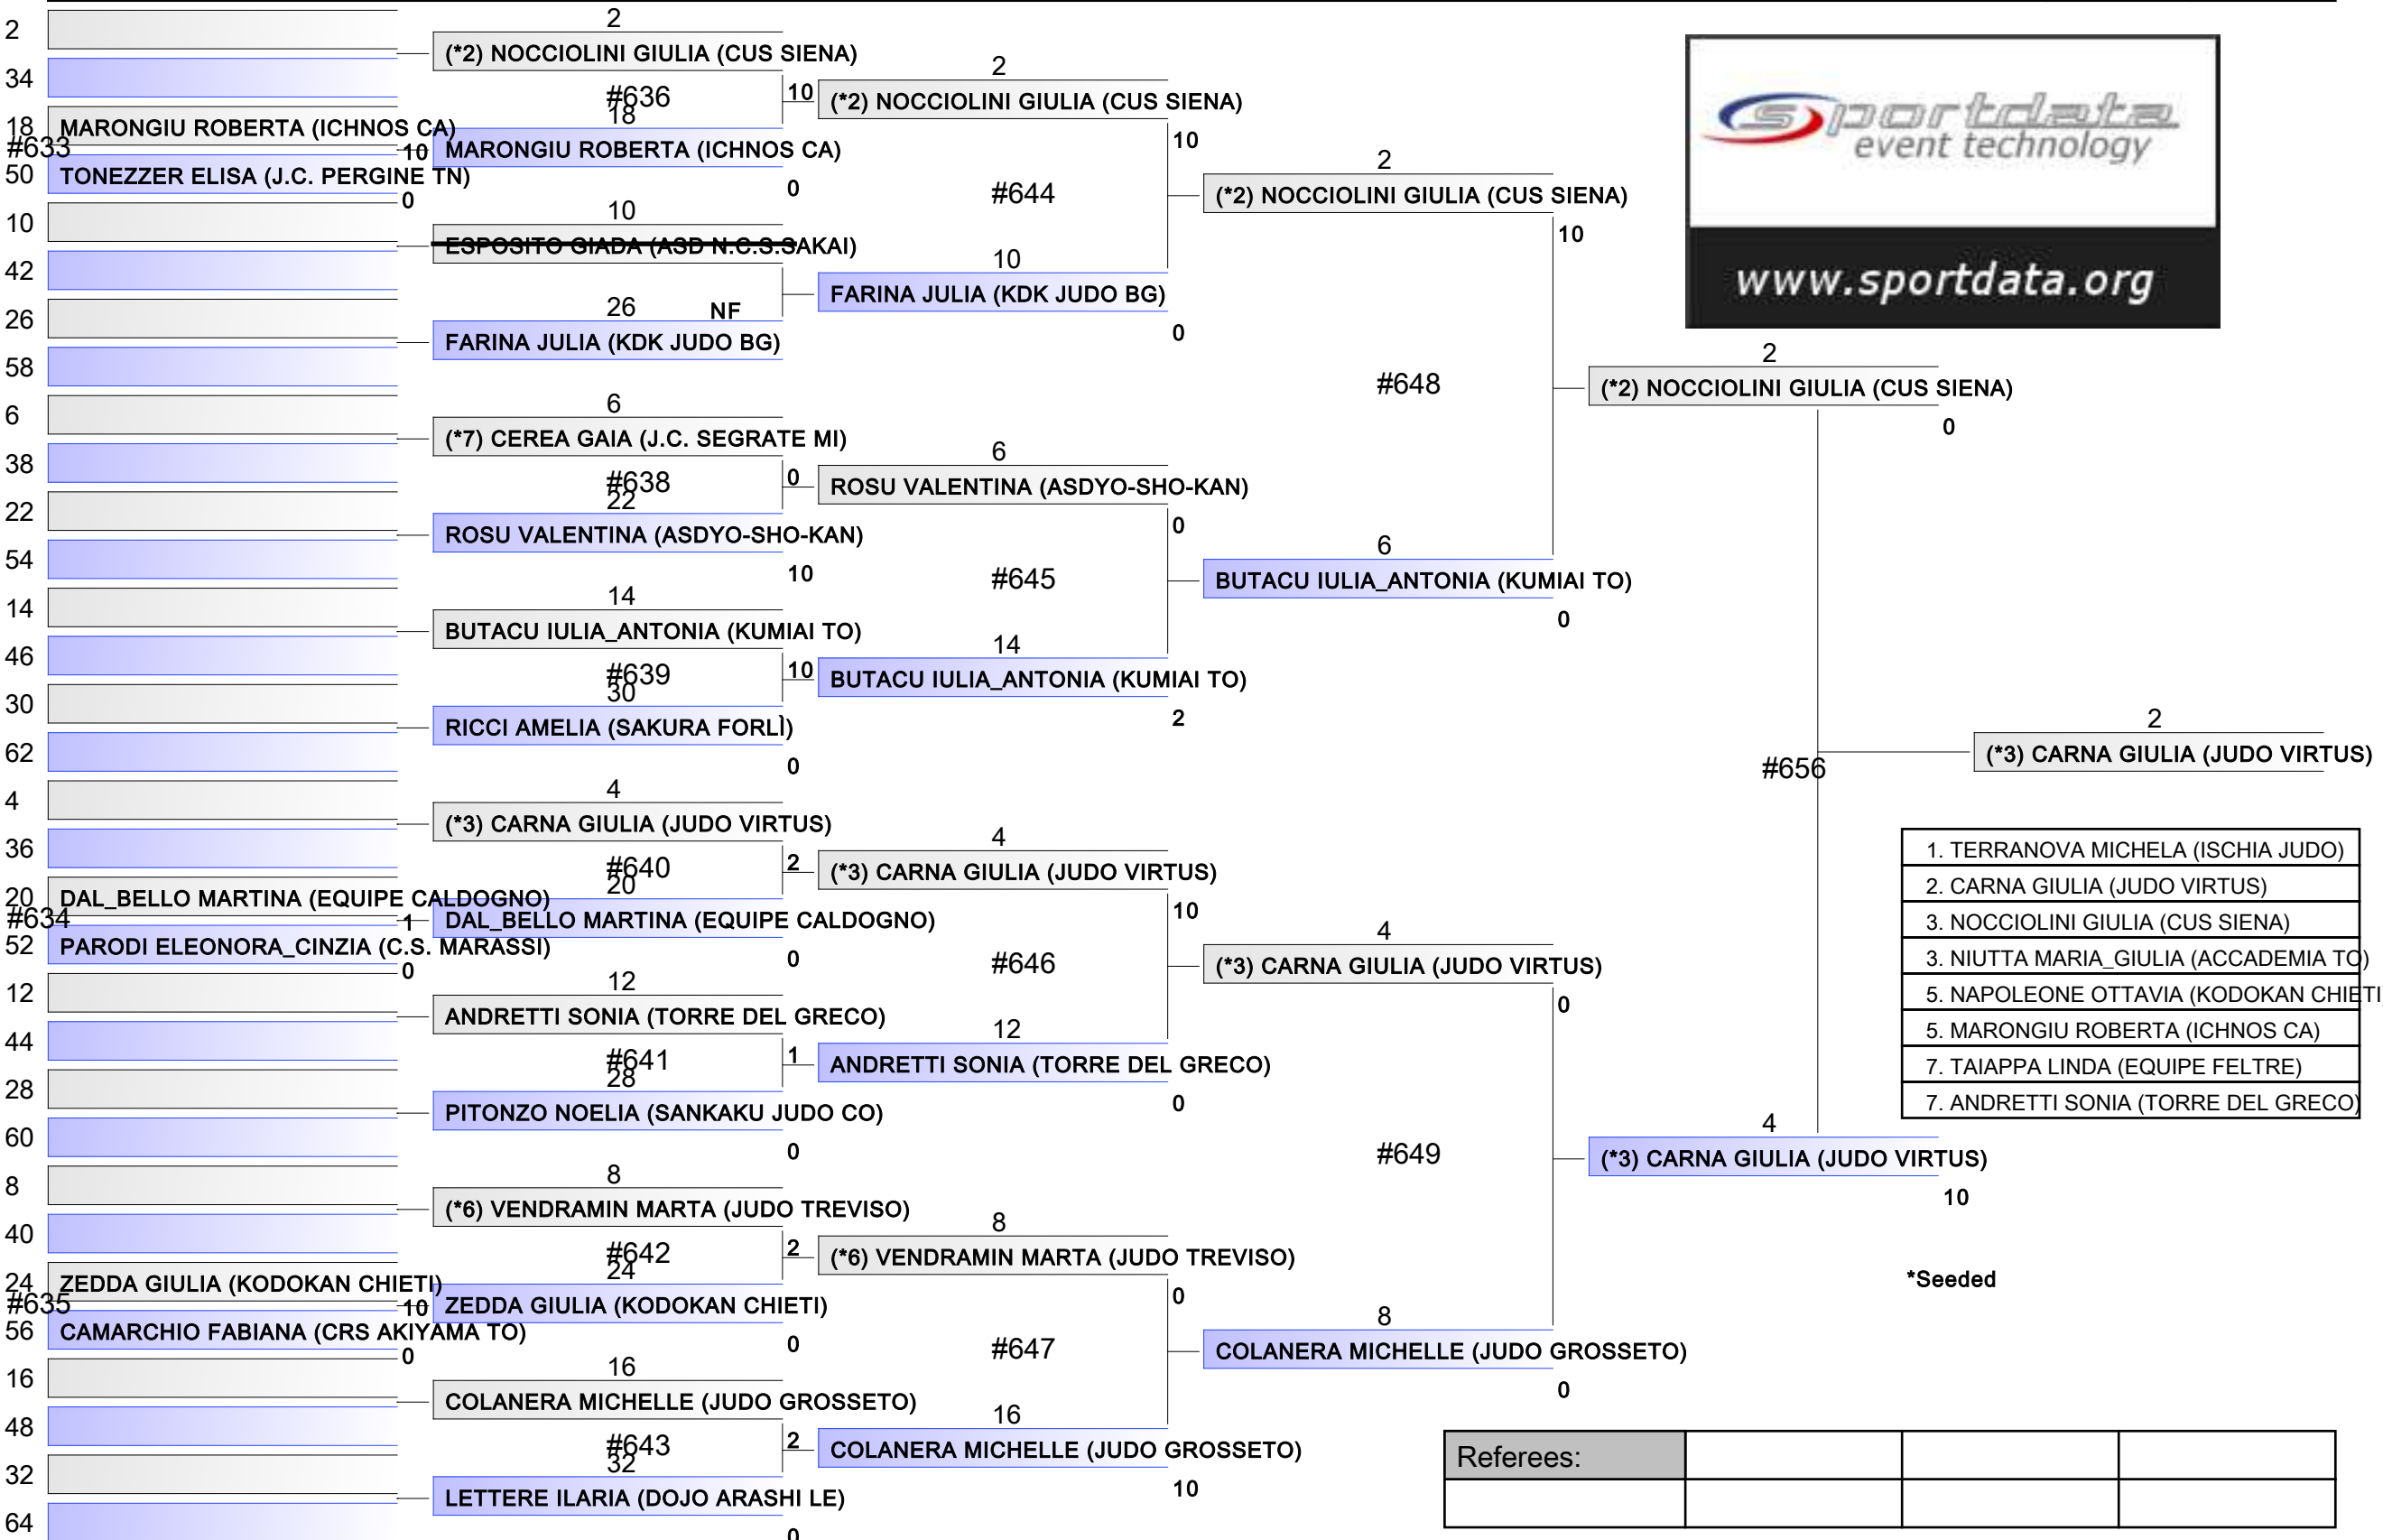 2
34
18
#633
50
10
42
26
58
6
38
22
54
14
46
30
62
4
36
20
#634
52
12
44
28
60
8
40
24
#635
56
16
48
32
64
MARONGIU ROBERTA (ICHNOS CA)
10
TONEZZER ELISA (J.C. PERGINE TN)
0
DAL_BELLO MARTINA (EQUIPE CALDOGNO)
1
PARODI ELEONORA_CINZIA (C.S. MARASSI)
0
ZEDDA GIULIA (KODOKAN CHIETI)
10
CAMARCHIO FABIANA (CRS AKIYAMA TO)
0
2
(*2) NOCCIOLINI GIULIA (CUS SIENA)
#636
10
18
MARONGIU ROBERTA (ICHNOS CA)
0
10
ESPOSITO GIADA (ASD N.C.S.SAKAI)
26
NF
FARINA JULIA (KDK JUDO BG)
6
(*7) CEREA GAIA (J.C. SEGRATE MI)
#638
0
22
ROSU VALENTINA (ASDYO-SHO-KAN)
10
14
BUTACU IULIA_ANTONIA (KUMIAI TO)
#639
10
30
RICCI AMELIA (SAKURA FORLÌ)
0
4
(*3) CARNA GIULIA (JUDO VIRTUS)
#640
2
20
DAL_BELLO MARTINA (EQUIPE CALDOGNO)
0
12
ANDRETTI SONIA (TORRE DEL GRECO)
#641
1
28
PITONZO NOELIA (SANKAKU JUDO CO)
0
8
(*6) VENDRAMIN MARTA (JUDO TREVISO)
#642
2
24
ZEDDA GIULIA (KODOKAN CHIETI)
0
16
COLANERA MICHELLE (JUDO GROSSETO)
#643
2
32
LETTERE ILARIA (DOJO ARASHI LE)
0
2
(*2) NOCCIOLINI GIULIA (CUS SIENA)
10
#644
10
FARINA JULIA (KDK JUDO BG)
0
6
ROSU VALENTINA (ASDYO-SHO-KAN)
0
#645
14
BUTACU IULIA_ANTONIA (KUMIAI TO)
2
4
(*3) CARNA GIULIA (JUDO VIRTUS)
10
#646
12
ANDRETTI SONIA (TORRE DEL GRECO)
0
8
(*6) VENDRAMIN MARTA (JUDO TREVISO)
0
#647
16
COLANERA MICHELLE (JUDO GROSSETO)
10
2
(*2) NOCCIOLINI GIULIA (CUS SIENA)
10
#648
6
BUTACU IULIA_ANTONIA (KUMIAI TO)
0
4
(*3) CARNA GIULIA (JUDO VIRTUS)
0
#649
8
COLANERA MICHELLE (JUDO GROSSETO)
0
sportdata
event technology
www.sportdata.org
2
(*2) NOCCIOLINI GIULIA (CUS SIENA)
0
#656
4
(*3) CARNA GIULIA (JUDO VIRTUS)
10
2
(*3) CARNA GIULIA (JUDO VIRTUS)
1. TERRANOVA MICHELA (ISCHIA JUDO)
2. CARNA GIULIA (JUDO VIRTUS)
3. NOCCIOLINI GIULIA (CUS SIENA)
3. NIUTTA MARIA_GIULIA (ACCADEMIA TO)
5. NAPOLEONE OTTAVIA (KODOKAN CHIETI
5. MARONGIU ROBERTA (ICHNOS CA)
7. TAIAPPA LINDA (EQUIPE FELTRE)
7. ANDRETTI SONIA (TORRE DEL GRECO)
*Seeded
Referees: